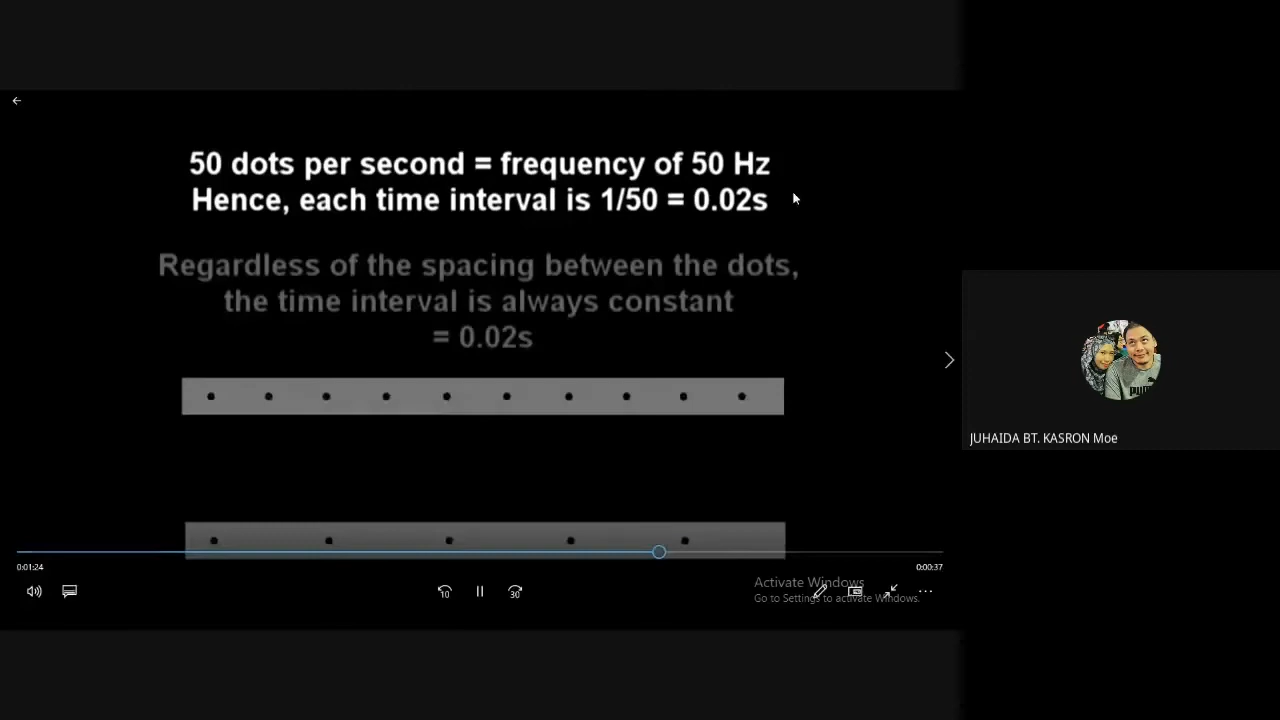 50 dots per second = frequency of 50 Hz
Hence, each time interval is 1/50 = 0.02s
Regardless of the spacing between the dots,
the time interval is always constant
= 0.02s
JUHAIDA BT. KASRON Moe
0:01:24
0:00:37
10
30
Activate Windows
Go to Settings to activate Windows.